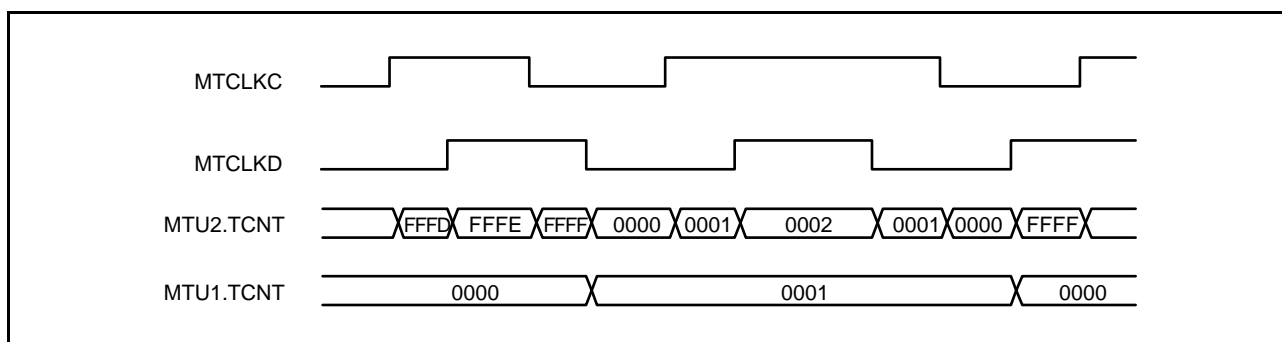 MTCLKC
MTCLKD
MTU2.TCNT FFFD FFFE FFFF 0000 0001 0002 0001 0000 FFFF
MTU1.TCNT 0000 0001 0000